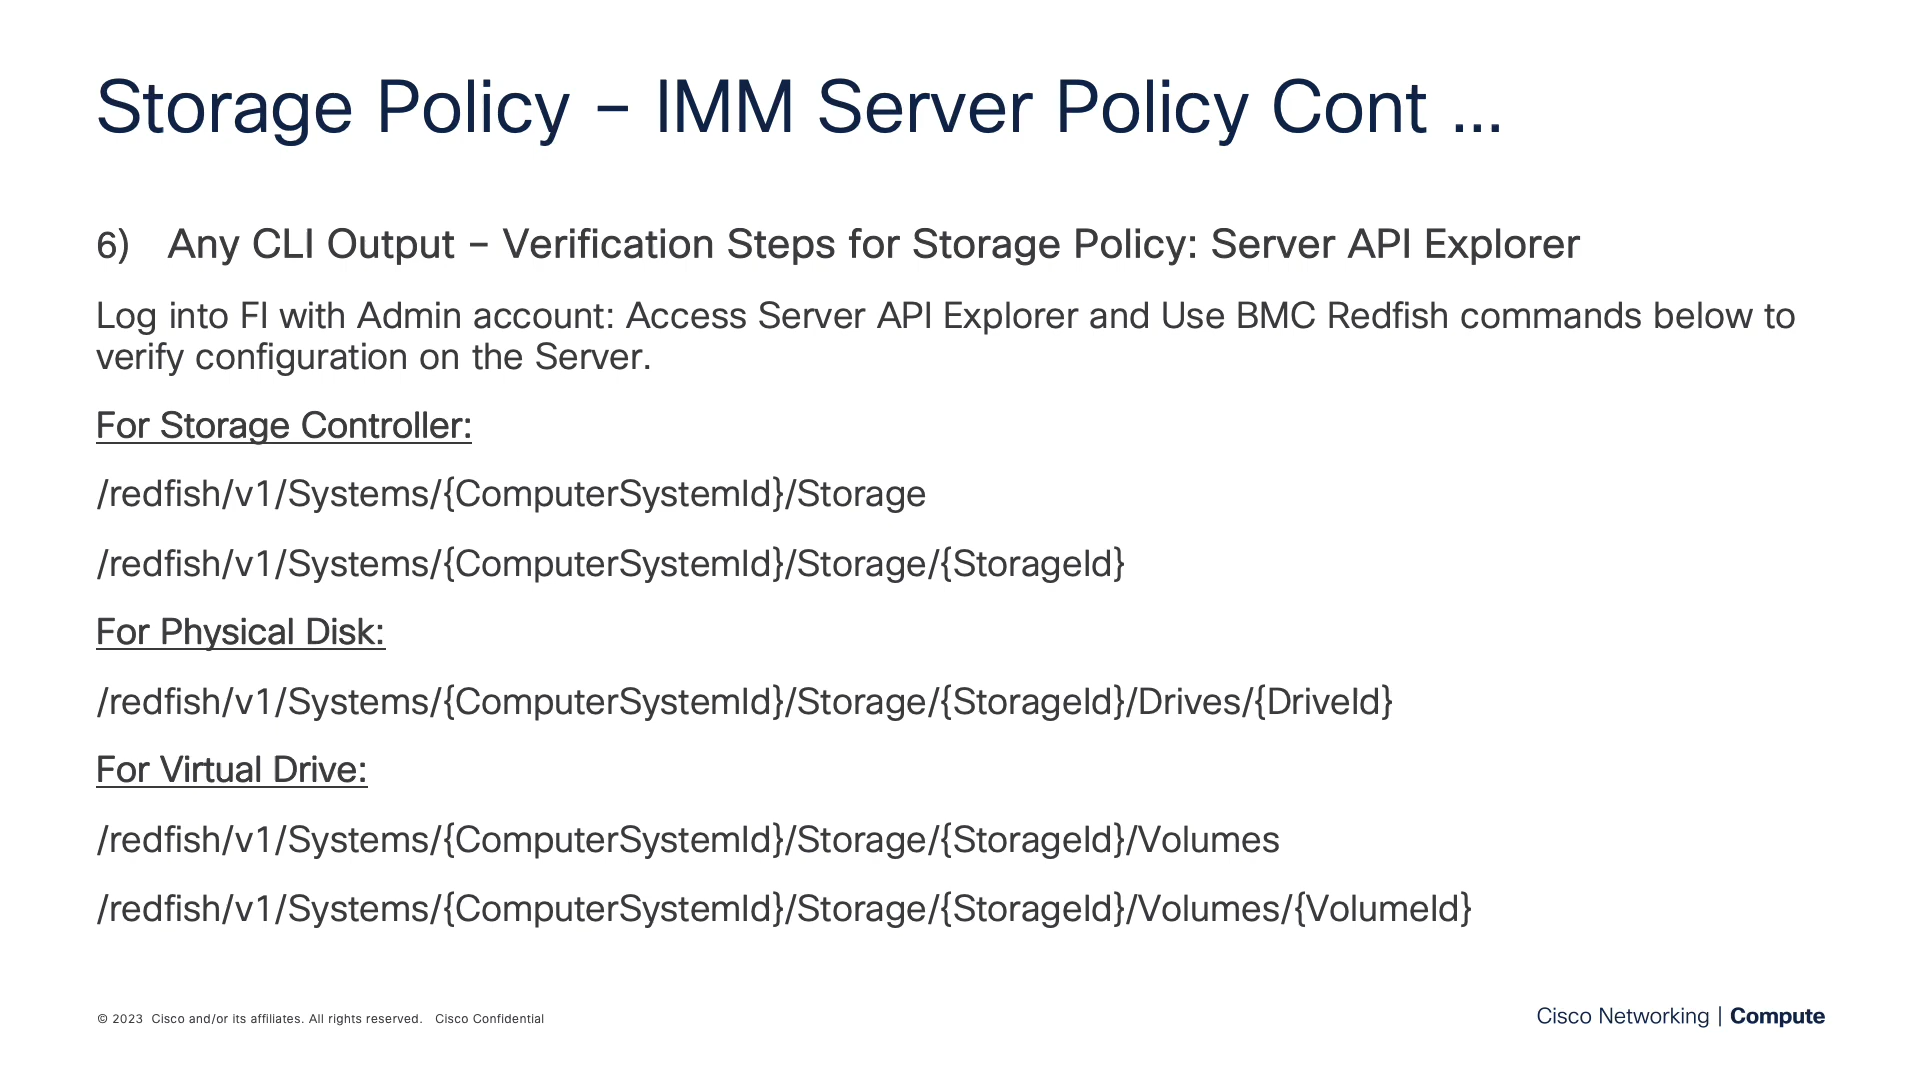 Storage Policy – IMM Server Policy Cont ...
6) Any CLI Output – Verification Steps for Storage Policy: Server API Explorer
Log into FI with Admin account: Access Server API Explorer and Use BMC Redfish commands below to
verify configuration on the Server.
For Storage Controller:
/redfish/v1/Systems/{ComputerSystemId}/Storage
/redfish/v1/Systems/{ComputerSystemId}/Storage/{StorageId}
For Physical Disk:
/redfish/v1/Systems/{ComputerSystemId}/Storage/{StorageId}/Drives/{DriveId}
For Virtual Drive:
/redfish/v1/Systems/{ComputerSystemId}/Storage/{StorageId}/Volumes
/redfish/v1/Systems/{ComputerSystemId}/Storage/{StorageId}/Volumes/{VolumeId}
© 2023 Cisco and/or its affiliates. All rights reserved. Cisco Confidential
Cisco Networking | Compute